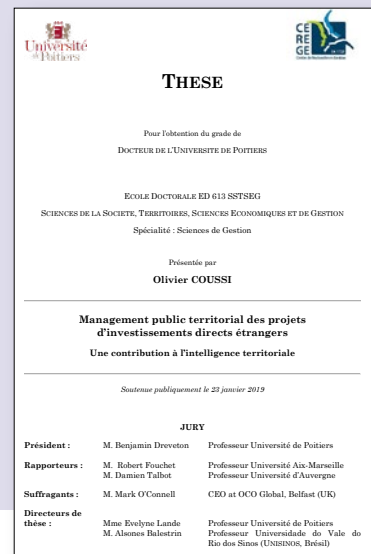 Université
de Poitiers
CE
RE
GE
THESE
Pour l'obtention du grade de
DOCTEUR DE L'UNIVERSITE DE POITIERS
ECOLE DOCTORALE ED 613 SSTSEG
SCIENCES DE LA SOCIETE, TERRITOIRES, SCIENCES ECONOMIQUES ET DE GESTION
Spécialité : Sciences de Gestion
Présentée par
Olivier COUSSI
Management public territorial des projets
d'investissements directs étrangers
Une contribution à l'intelligence territoriale
Soutenue publiquement le 23 janvier 2019
JURY
Président : M. Benjamin Dreveton Professeur Université de Poitiers
Rapporteurs : M. Robert Fouchet Professeur Université Aix-Marseille
M. Damien Talbot Professeur Université d'Auvergne
Suffragants : M. Mark O'Connell CEO at OCO Global, Belfast (UK)
Directeurs de
thèse : Mme Evelyne Lande Professeur Université de Poitiers
M. Alsones Balestrin Professeur Universidade do Vale do
Rio dos Sinos (UNISINOS, Brésil)